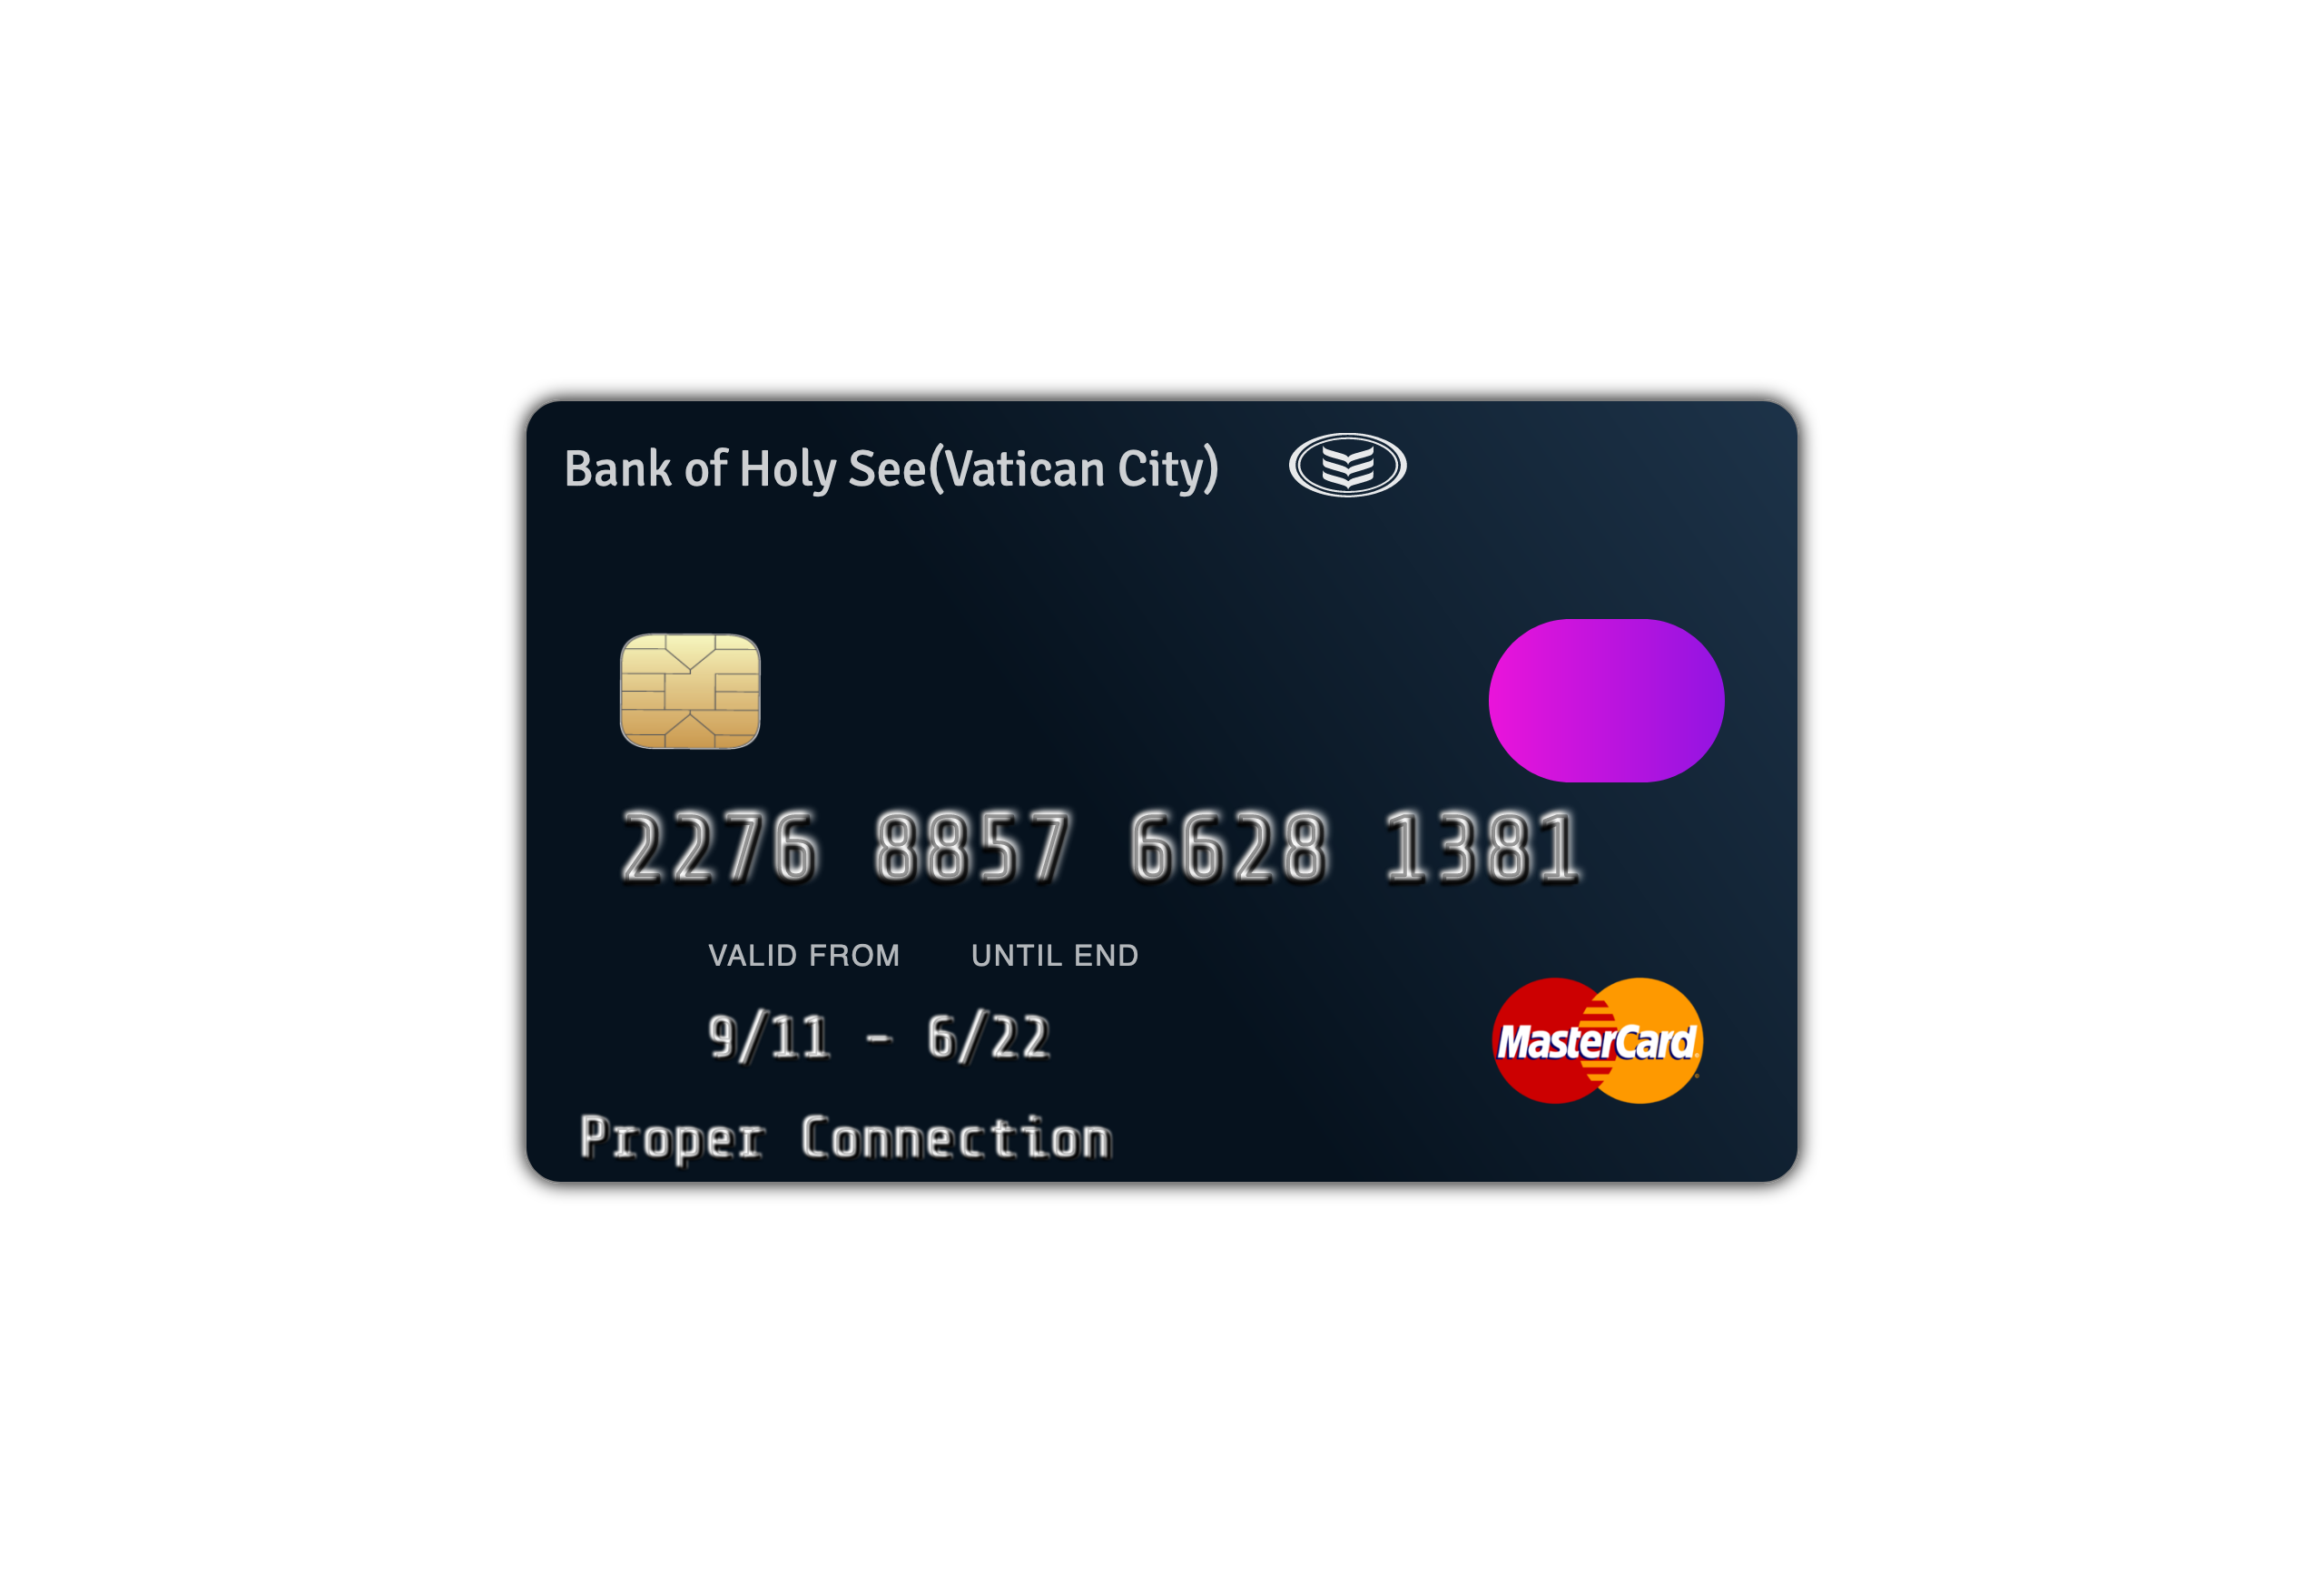 Bank of Holy See(Vatican City)
2276 8857 6628 1381
VALID FROM UNTIL END
9/11 - 6/22
MasterCard
Proper Connection